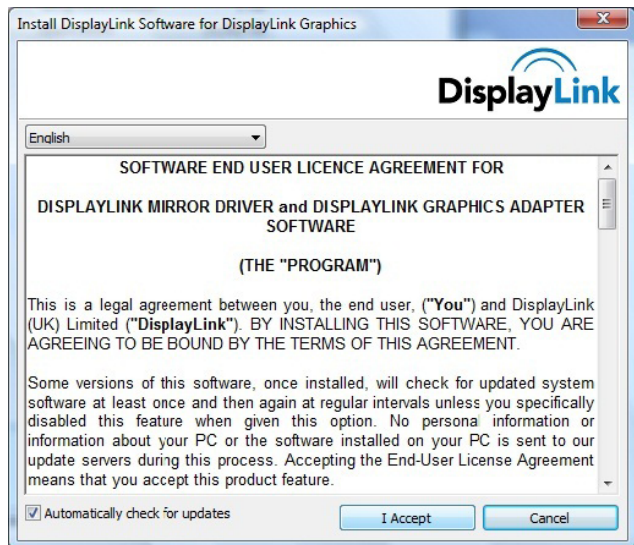 Install DisplayLink Software for DisplayLink Graphics
DisplayLink
English
SOFTWARE END USER LICENCE AGREEMENT FOR
DISPLAYLINK MIRROR DRIVER and DISPLAYLINK GRAPHICS ADAPTER
SOFTWARE
(THE "PROGRAM")
This is a legal agreement between you, the end user, ("You") and DisplayLink
(UK) Limited ("DisplayLink"). BY INSTALLING THIS SOFTWARE, YOU ARE
AGREEING TO BE BOUND BY THE TERMS OF THIS AGREEMENT.
Some versions of this software, once installed, will check for updated system
software at least once and then again at regular intervals unless you specifically
disabled this feature when given this option. No personal information or
information about your PC or the software installed on your PC is sent to our
update servers during this process. Accepting the End-User License Agreement
means that you accept this product feature.
Automatically check for updates
I Accept
Cancel